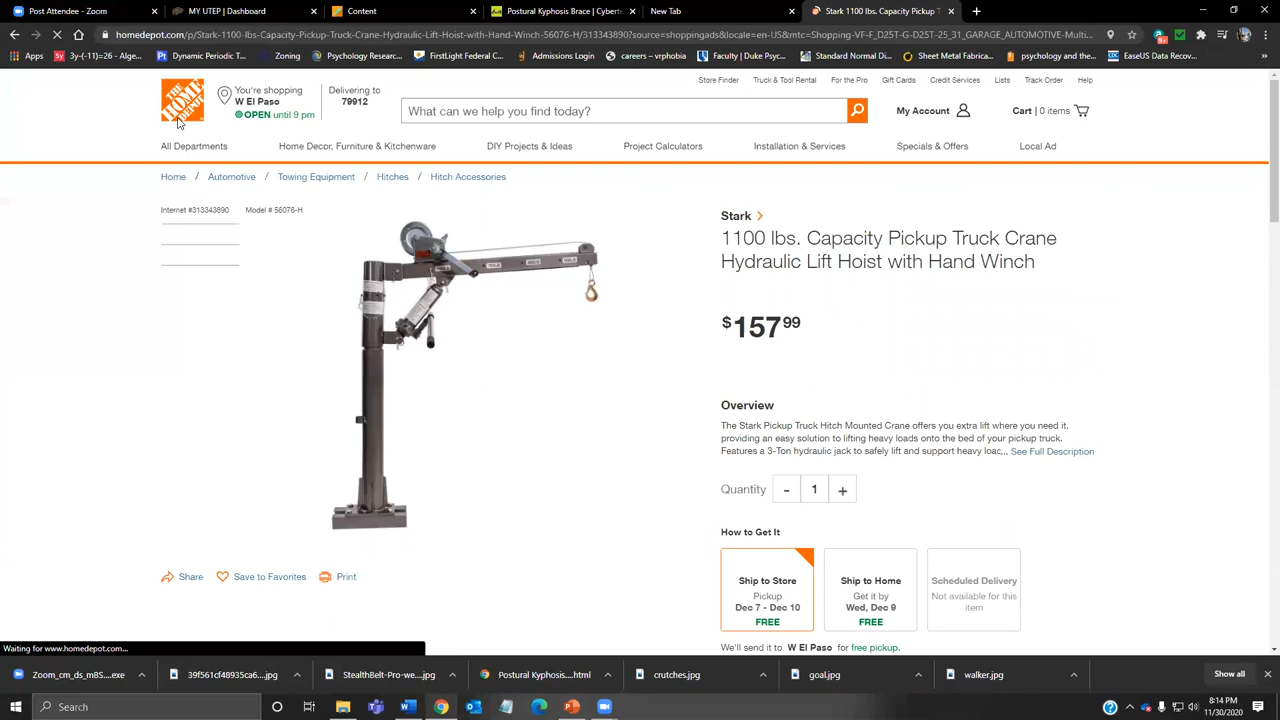 Post Attendee - Zoom
MY UTEP | Dashboard
Content
Postural Kyphosis Brace | Cybert
New Tab
Stark 1100 lbs. Capacity Pickup T
homedepot.com/p/Stark-1100-lbs-Capacity-Pickup-Truck-Crane-Hydraulic-Lift-Hoist-with-Hand-Winch-56076-H/313343890?source=shoppingads&locale=en-US&mtc=Shopping-VF-F_D25T-G-D25T-25_31_GARAGE_AUTOMOTIVE-Multi...
Apps
3y-(-11)=26 - Alge...
Dynamic Periodic T...
Zoning
Psychology Resear...
FirstLight Federal C...
conditions - vrphobia
Faculty | Duke Psyc...
Standard Normal Di...
Sheet Metal Fabrica...
EaseUS Data Recov...
THE HOME DEPOT
You're shopping
W El Paso
OPEN until 9 pm
Delivering to
79912
Store Finder
Truck & Tool Rental
For the Pro
Gift Cards
Credit Services
Lists
Track Order
Help
What can we help you find today?
My Account
Cart | 0 items
All Departments
Home Decor, Furniture & Kitchenware
DIY Projects & Ideas
Project Calculators
Installation & Services
Specials & Offers
Local Ad
Home / Automotive / Towing Equipment / Hitches / Hitch Accessories
Internet #313343890
Model # 56076-H
Stark
1100 lbs. Capacity Pickup Truck Crane
Hydraulic Lift Hoist with Hand Winch
$157 99
Overview
The Stark Pickup Truck Hitch Mounted Crane offers you extra lift where you need it,
providing an easy solution to lifting heavy loads onto the bed of your pickup truck.
Features a 3-Ton hydraulic jack to safely lift and support heavy loac... See Full Description
Quantity - 1 +
How to Get It
Ship to Store
Pickup
Dec 7 - Dec 10
FREE
Ship to Home
Get it by
Wed, Dec 9
FREE
Scheduled Delivery
Not available for this
item
Share
Save to Favorites
Print
We'll send it to W El Paso for free pickup.
Waiting for www.homedepot.com...
Zoom_cm_ds_mBS....exe
39f561cf48935ca6...jpg
StealthBelt-Pro-we....jpg
Postural Kyphosis....html
crutches.jpg
goal.jpg
walker.jpg
Show all
Search
8:14 PM
11/30/2020